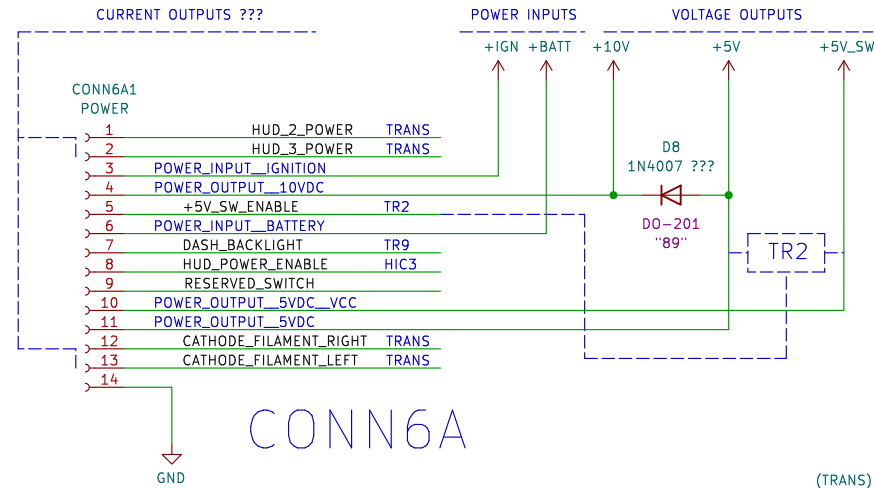 CURRENT OUTPUTS ???
POWER INPUTS
VOLTAGE OUTPUTS
+IGN +BATT +10V +5V +5V_SW
CONN6A1
POWER
1 HUD_2_POWER TRANS
2 HUD_3_POWER TRANS
3 POWER_INPUT__IGNITION
4 POWER_OUTPUT__10VDC
5 +5V_SW_ENABLE TR2
6 POWER_INPUT__BATTERY
7 DASH_BACKLIGHT TR9
8 HUD_POWER_ENABLE HIC3
9 RESERVED_SWITCH
10 POWER_OUTPUT__5VDC__VCC
11 POWER_OUTPUT__5VDC
12 CATHODE_FILAMENT_RIGHT TRANS
13 CATHODE_FILAMENT_LEFT TRANS
14
D8
1N4007 ???
DO-201
"89"
TR2
CONN6A
GND
(TRANS)